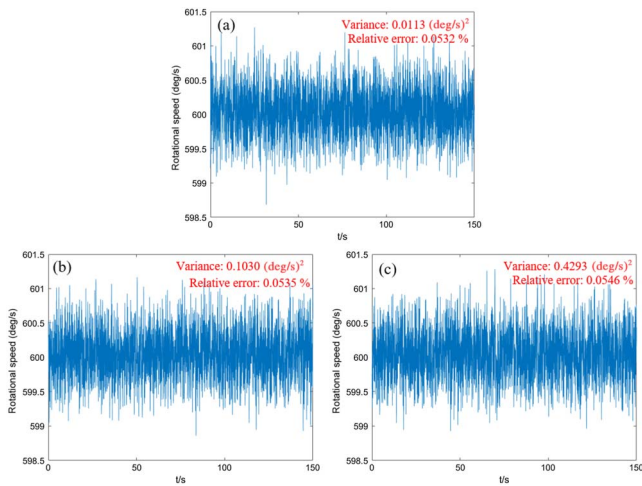 (a)
Variance: 0.0113 (deg/s)²
Relative error: 0.0532 %
601.5
601
600.5
600
599.5
599
598.5
Rotational speed (deg/s)
0 50 100 150
t/s
(b)
Variance: 0.1030 (deg/s)²
Relative error: 0.0535 %
601.5
601
600.5
600
599.5
599
598.5
Rotational speed (deg/s)
0 50 100 150
t/s
(c)
Variance: 0.4293 (deg/s)²
Relative error: 0.0546 %
601.5
601
600.5
600
599.5
599
598.5
Rotational speed (deg/s)
0 50 100 150
t/s